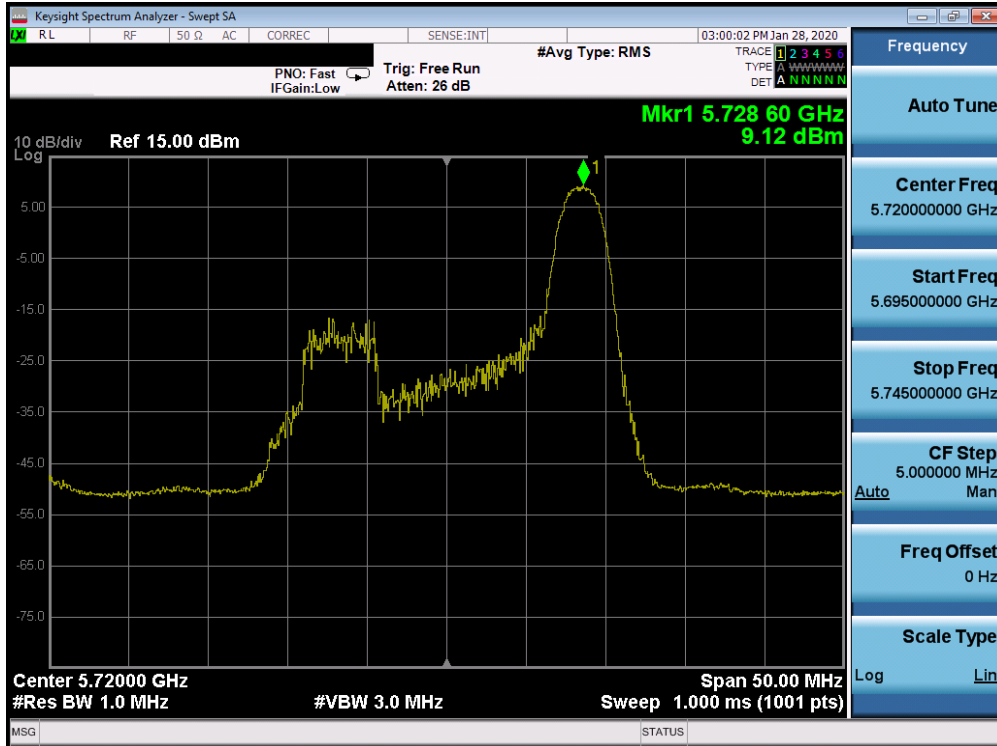 Keysight Spectrum Analyzer - Swept SA
LXI RL RF 50 Ω AC CORREC SENSE:INT 03:00:02 PM Jan 28, 2020
#Avg Type: RMS TRACE 1 2 3 4 5 6
PNO: Fast Trig: Free Run TYPE A WWWWW
IFGain:Low Atten: 26 dB DET A N N N N N
Mkr1 5.728 60 GHz
9.12 dBm
10 dB/div Ref 15.00 dBm
Log
1
5.00
-5.00
-15.0
-25.0
-35.0
-45.0
-55.0
-65.0
-75.0
Center 5.72000 GHz Span 50.00 MHz
#Res BW 1.0 MHz #VBW 3.0 MHz Sweep 1.000 ms (1001 pts)
MSG STATUS
Frequency
Auto Tune
Center Freq
5.720000000 GHz
Start Freq
5.695000000 GHz
Stop Freq
5.745000000 GHz
CF Step
5.000000 MHz
Auto Man
Freq Offset
0 Hz
Scale Type
Log Lin